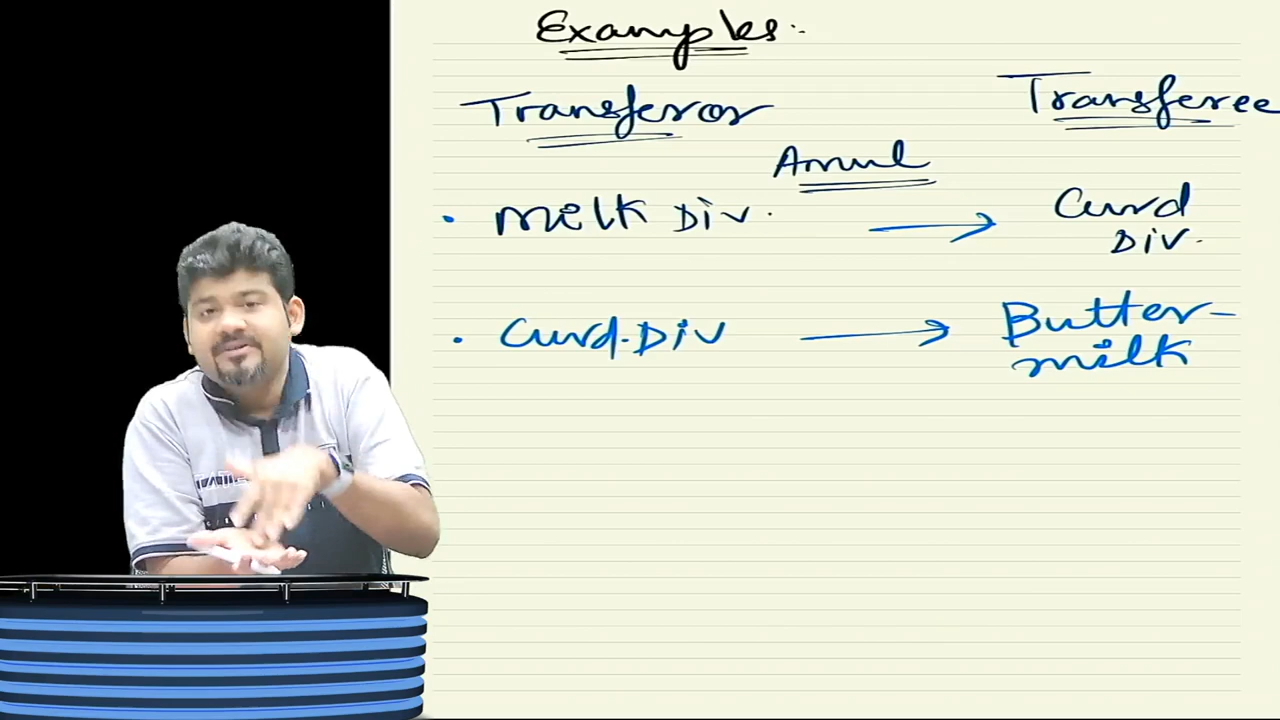 Examples:-
Transferor Transferee
Amul
• Milk Div. → Curd Div.
• Curd. Div → Butter-milk